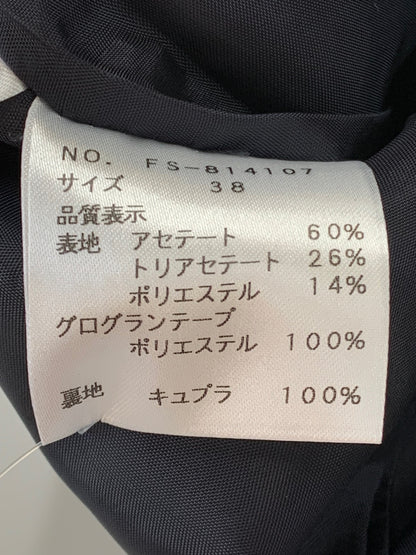 NO. FS-814107
サイズ 38
品質表示
表地 アセテート 60%
トリアセテート 26%
ポリエステル 14%
グログランテープ
ポリエステル 100%
裏地 キュプラ 100%